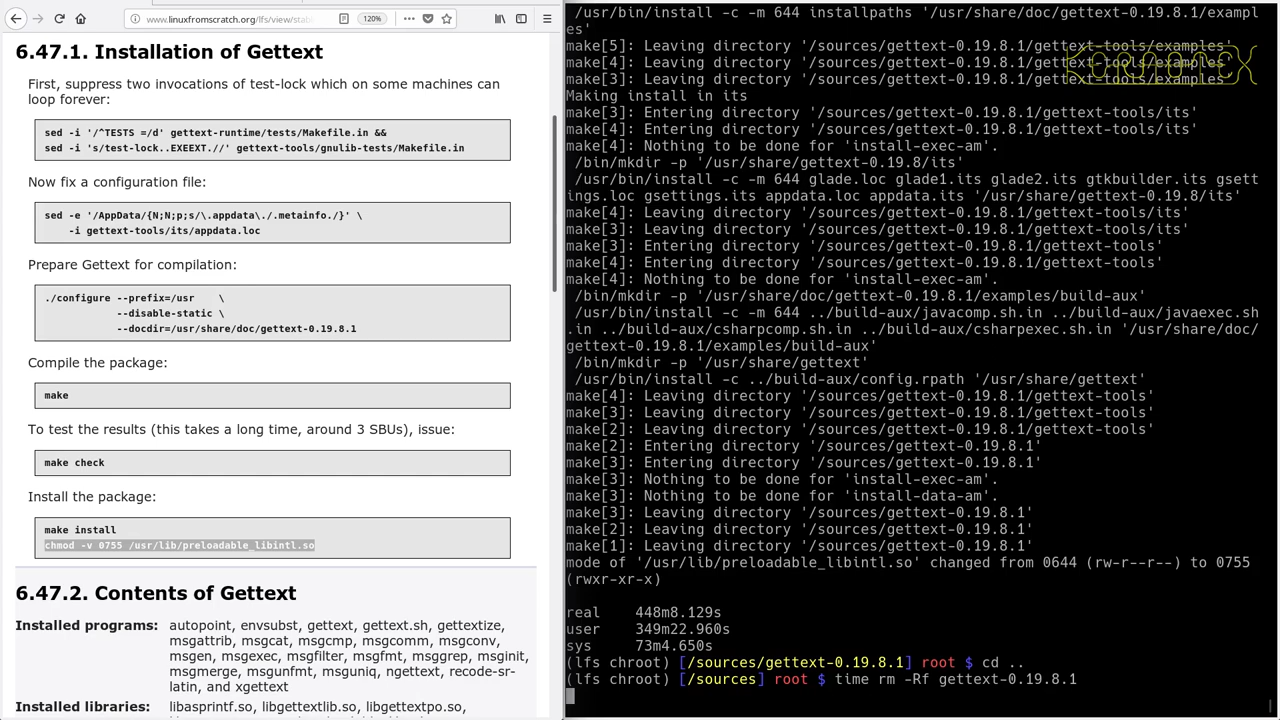 www.linuxfromscratch.org/lfs/view/stab
120%
6.47.1. Installation of Gettext
First, suppress two invocations of test-lock which on some machines can
loop forever:
sed -i '/^TESTS =/d' gettext-runtime/tests/Makefile.in &&
sed -i 's/test-lock..EXEEXT.//' gettext-tools/gnulib-tests/Makefile.in
Now fix a configuration file:
sed -e '/AppData/{N;N;p;s/\.appdata\./.metainfo./}' \
-i gettext-tools/its/appdata.loc
Prepare Gettext for compilation:
./configure --prefix=/usr \
--disable-static \
--docdir=/usr/share/doc/gettext-0.19.8.1
Compile the package:
make
To test the results (this takes a long time, around 3 SBUs), issue:
make check
Install the package:
make install
chmod -v 0755 /usr/lib/preloadable_libintl.so
6.47.2. Contents of Gettext
Installed programs: autopoint, envsubst, gettext, gettext.sh, gettextize,
msgattrib, msgcat, msgcmp, msgcomm, msgconv,
msgen, msgexec, msgfilter, msgfmt, msggrep, msginit,
msgmerge, msgunfmt, msguniq, ngettext, recode-sr-
latin, and xgettext
Installed libraries: libasprintf.so, libgettextlib.so, libgettextpo.so,
/usr/bin/install -c -m 644 installpaths '/usr/share/doc/gettext-0.19.8.1/exampl
es'
make[5]: Leaving directory '/sources/gettext-0.19.8.1/gettext-tools/examples'
make[4]: Leaving directory '/sources/gettext-0.19.8.1/gettext-tools/examples'
make[3]: Leaving directory '/sources/gettext-0.19.8.1/gettext-tools/examples'
Making install in its
make[3]: Entering directory '/sources/gettext-0.19.8.1/gettext-tools/its'
make[4]: Entering directory '/sources/gettext-0.19.8.1/gettext-tools/its'
make[4]: Nothing to be done for 'install-exec-am'.
/bin/mkdir -p '/usr/share/gettext-0.19.8/its'
/usr/bin/install -c -m 644 glade.loc glade1.its glade2.its gtkbuilder.its gsett
ings.loc gsettings.its appdata.loc appdata.its '/usr/share/gettext-0.19.8/its'
make[4]: Leaving directory '/sources/gettext-0.19.8.1/gettext-tools/its'
make[3]: Leaving directory '/sources/gettext-0.19.8.1/gettext-tools/its'
make[3]: Entering directory '/sources/gettext-0.19.8.1/gettext-tools'
make[4]: Entering directory '/sources/gettext-0.19.8.1/gettext-tools'
make[4]: Nothing to be done for 'install-exec-am'.
/bin/mkdir -p '/usr/share/doc/gettext-0.19.8.1/examples/build-aux'
/usr/bin/install -c -m 644 ../build-aux/javacomp.sh.in ../build-aux/javaexec.sh
.in ../build-aux/csharpcomp.sh.in ../build-aux/csharpexec.sh.in '/usr/share/doc/
gettext-0.19.8.1/examples/build-aux'
/bin/mkdir -p '/usr/share/gettext'
/usr/bin/install -c ../build-aux/config.rpath '/usr/share/gettext'
make[4]: Leaving directory '/sources/gettext-0.19.8.1/gettext-tools'
make[3]: Leaving directory '/sources/gettext-0.19.8.1/gettext-tools'
make[2]: Leaving directory '/sources/gettext-0.19.8.1/gettext-tools'
make[2]: Entering directory '/sources/gettext-0.19.8.1'
make[3]: Entering directory '/sources/gettext-0.19.8.1'
make[3]: Nothing to be done for 'install-exec-am'.
make[3]: Nothing to be done for 'install-data-am'.
make[3]: Leaving directory '/sources/gettext-0.19.8.1'
make[2]: Leaving directory '/sources/gettext-0.19.8.1'
make[1]: Leaving directory '/sources/gettext-0.19.8.1'
mode of '/usr/lib/preloadable_libintl.so' changed from 0644 (rw-r--r--) to 0755
(rwxr-xr-x)
real 448m8.129s
user 349m22.960s
sys 73m4.650s
(lfs chroot) [/sources/gettext-0.19.8.1] root $ cd ..
(lfs chroot) [/sources] root $ time rm -Rf gettext-0.19.8.1